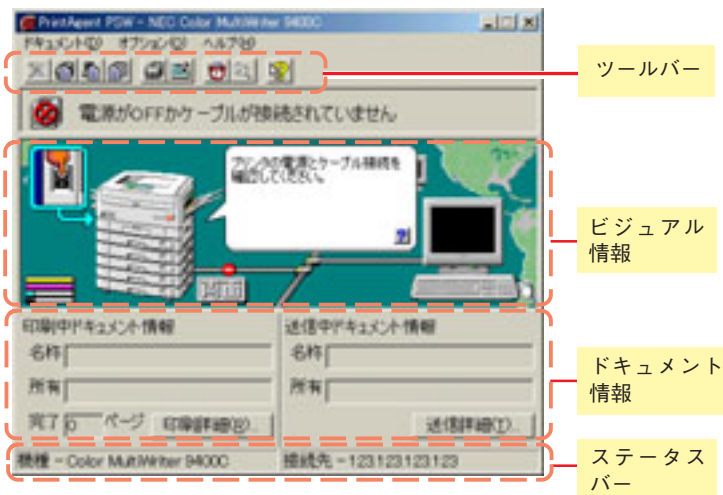 PrintAgent PSW - NEC Color MultiWriter 9400C
ドキュメント(D) オプション(O) ヘルプ(H)
ツールバー
電源がOFFかケーブルが接続されていません
プリンタの電源とケーブル接続を
確認してください。
ビジュアル
情報
印刷中ドキュメント情報
名称
所有
完了 0 ページ 印刷詳細(R)...
送信中ドキュメント情報
名称
所有
送信詳細(T)...
ドキュメント
情報
機種 - Color MultiWriter 9400C
接続先 - 123.123.123.123
ステータス
バー